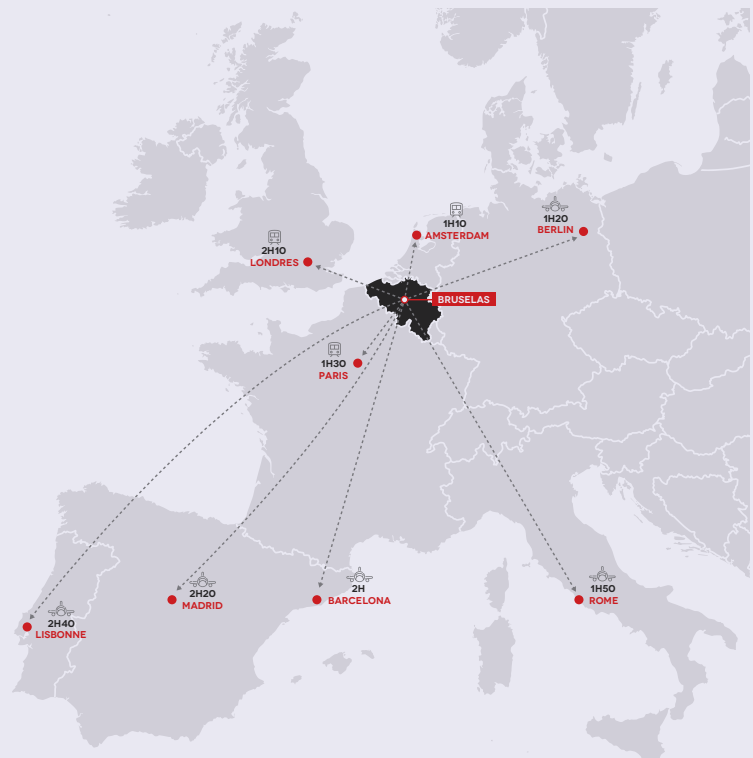 1H10
AMSTERDAM
1H20
BERLIN
2H10
LONDRES
BRUSELAS
1H30
PARIS
2H40
LISBONNE
2H20
MADRID
2H
BARCELONA
1H50
ROME